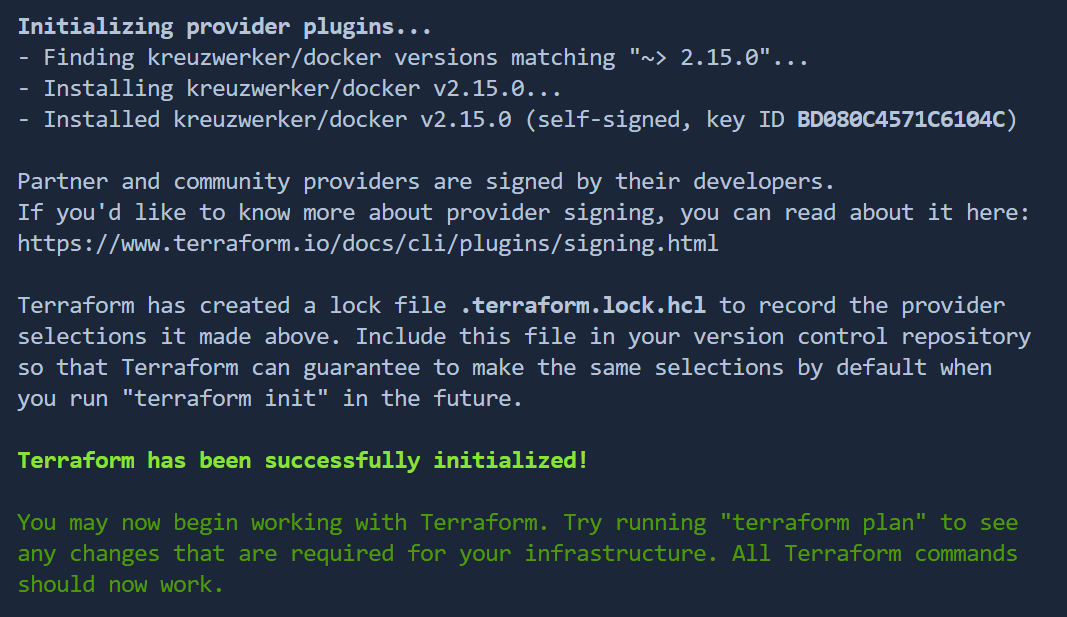 Initializing provider plugins...
- Finding kreuzwerker/docker versions matching "~> 2.15.0"...
- Installing kreuzwerker/docker v2.15.0...
- Installed kreuzwerker/docker v2.15.0 (self-signed, key ID BD080C4571C6104C)
Partner and community providers are signed by their developers.
If you'd like to know more about provider signing, you can read about it here:
https://www.terraform.io/docs/cli/plugins/signing.html
Terraform has created a lock file .terraform.lock.hcl to record the provider
selections it made above. Include this file in your version control repository
so that Terraform can guarantee to make the same selections by default when
you run "terraform init" in the future.
Terraform has been successfully initialized!
You may now begin working with Terraform. Try running "terraform plan" to see
any changes that are required for your infrastructure. All Terraform commands
should now work.